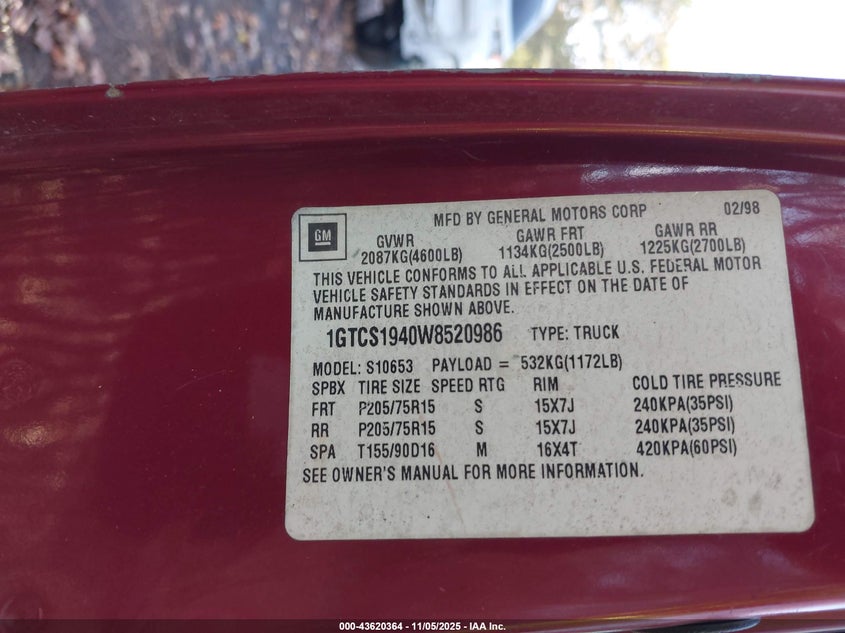 MFD BY GENERAL MOTORS CORP 02/98
GM
GVWR GAWR FRT GAWR RR
2087KG(4600LB) 1134KG(2500LB) 1225KG(2700LB)
THIS VEHICLE CONFORMS TO ALL APPLICABLE U.S. FEDERAL MOTOR
VEHICLE SAFETY STANDARDS IN EFFECT ON THE DATE OF
MANUFACTURE SHOWN ABOVE.
1GTCS1940W8520986 TYPE: TRUCK
MODEL: S10653 PAYLOAD = 532KG(1172LB)
SPBX TIRE SIZE SPEED RTG RIM COLD TIRE PRESSURE
FRT P205/75R15 S 15X7J 240KPA(35PSI)
RR P205/75R15 S 15X7J 240KPA(35PSI)
SPA T155/90D16 M 16X4T 420KPA(60PSI)
SEE OWNER'S MANUAL FOR MORE INFORMATION.
000-43620364 - 11/05/2025 - IAA Inc.